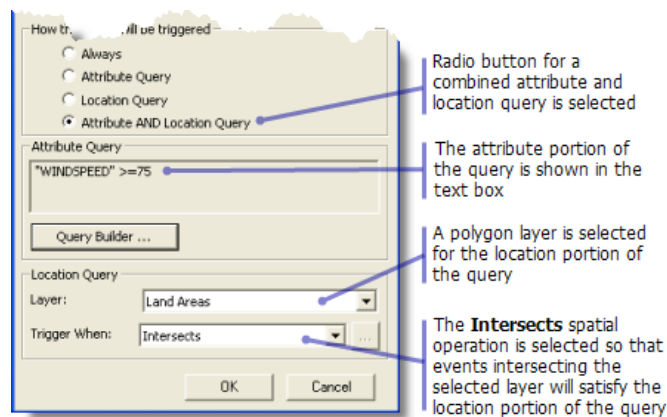 How tr ill be triggered
Always
Attribute Query
Location Query
Attribute AND Location Query
Attribute Query
"WINDSPEED" >=75
Query Builder ...
Location Query
Layer:
Land Areas
Trigger When:
Intersects
...
OK
Cancel
Radio button for a
combined attribute and
location query is selected
The attribute portion of
the query is shown in the
text box
A polygon layer is selected
for the location portion of
the query
The Intersects spatial
operation is selected so that
events intersecting the
selected layer will satisfy the
location portion of the query